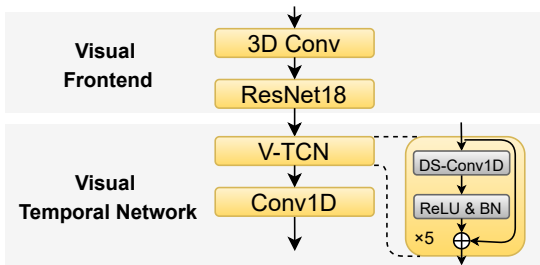 Visual
Frontend
3D Conv
ResNet18
Visual
Temporal Network
V-TCN
Conv1D
DS-Conv1D
ReLU & BN
×5